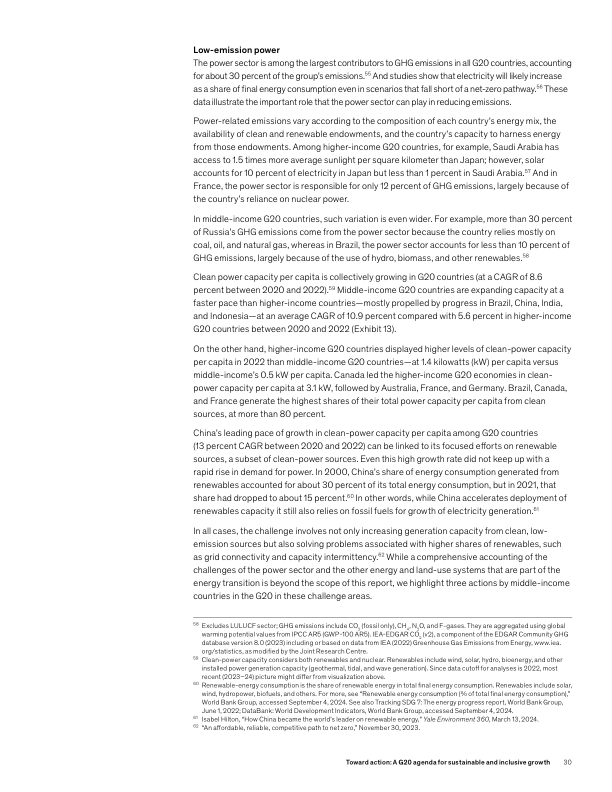 Low-emission power
The power sector is among the largest contributors to GHG emissions in all G20 countries, accounting
for about 30 percent of the group's emissions.55 And studies show that electricity will likely increase
as a share of final energy consumption even in scenarios that fall short of a net-zero pathway.56 These
data illustrate the important role that the power sector can play in reducing emissions.
Power-related emissions vary according to the composition of each country's energy mix, the
availability of clean and renewable endowments, and the country's capacity to harness energy
from those endowments. Among higher-income G20 countries, for example, Saudi Arabia has
access to 1.5 times more average sunlight per square kilometer than Japan; however, solar
accounts for 10 percent of electricity in Japan but less than 1 percent in Saudi Arabia.57 And in
France, the power sector is responsible for only 12 percent of GHG emissions, largely because of
the country's reliance on nuclear power.
In middle-income G20 countries, such variation is even wider. For example, more than 30 percent
of Russia's GHG emissions come from the power sector because the country relies mostly on
coal, oil, and natural gas, whereas in Brazil, the power sector accounts for less than 10 percent of
GHG emissions, largely because of the use of hydro, biomass, and other renewables.58
Clean power capacity per capita is collectively growing in G20 countries (at a CAGR of 8.6
percent between 2020 and 2022).59 Middle-income G20 countries are expanding capacity at a
faster pace than higher-income countries—mostly propelled by progress in Brazil, China, India,
and Indonesia—at an average CAGR of 10.9 percent compared with 5.6 percent in higher-income
G20 countries between 2020 and 2022 (Exhibit 13).
On the other hand, higher-income G20 countries displayed higher levels of clean-power capacity
per capita in 2022 than middle-income G20 countries—at 1.4 kilowatts (kW) per capita versus
middle-income's 0.5 kW per capita. Canada led the higher-income G20 economies in clean-
power capacity per capita at 3.1 kW, followed by Australia, France, and Germany. Brazil, Canada,
and France generate the highest shares of their total power capacity per capita from clean
sources, at more than 80 percent.
China's leading pace of growth in clean-power capacity per capita among G20 countries
(13 percent CAGR between 2020 and 2022) can be linked to its focused efforts on renewable
sources, a subset of clean-power sources. Even this high growth rate did not keep up with a
rapid rise in demand for power. In 2000, China's share of energy consumption generated from
renewables accounted for about 30 percent of its total energy consumption, but in 2021, that
share had dropped to about 15 percent.60 In other words, while China accelerates deployment of
renewables capacity it still also relies on fossil fuels for growth of electricity generation.61
In all cases, the challenge involves not only increasing generation capacity from clean, low-
emission sources but also solving problems associated with higher shares of renewables, such
as grid connectivity and capacity intermittency.62 While a comprehensive accounting of the
challenges of the power sector and the other energy and land-use systems that are part of the
energy transition is beyond the scope of this report, we highlight three actions by middle-income
countries in the G20 in these challenge areas.
58 Excludes LULUCF sector; GHG emissions include CO2 (fossil only), CH4, N2O, and F-gases. They are aggregated using global
warming potential values from IPCC AR5 (GWP-100 AR5). IEA-EDGAR CO2 (v2), a component of the EDGAR Community GHG
database version 8.0 (2023) including or based on data from IEA (2022) Greenhouse Gas Emissions from Energy, www.iea.
org/statistics, as modified by the Joint Research Centre.
59 Clean-power capacity considers both renewables and nuclear. Renewables include wind, solar, hydro, bioenergy, and other
installed power generation capacity (geothermal, tidal, and wave generation). Since data cutoff for analyses is 2022, most
recent (2023–24) picture might differ from visualization above.
60 Renewable-energy consumption is the share of renewable energy in total final energy consumption. Renewables include solar,
wind, hydropower, biofuels, and others. For more, see "Renewable energy consumption (% of total final energy consumption),"
World Bank Group, accessed September 4, 2024. See also Tracking SDG 7: The energy progress report, World Bank Group,
June 1, 2022; DataBank: World Development Indicators, World Bank Group, accessed September 4, 2024.
61 Isabel Hilton, "How China became the world's leader on renewable energy," Yale Environment 360, March 13, 2024.
62 "An affordable, reliable, competitive path to net zero," November 30, 2023.
Toward action: A G20 agenda for sustainable and inclusive growth 30